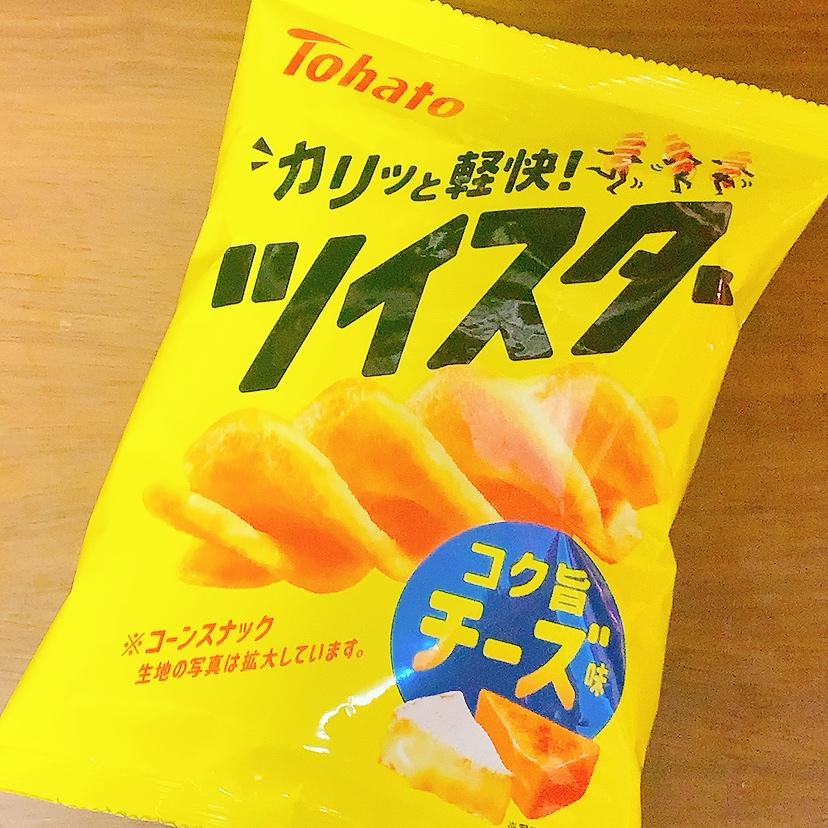 Tohato
カリッと軽快!
ツイスター
コク旨
チーズ味
※コーンスナック
生地の写真は拡大しています。